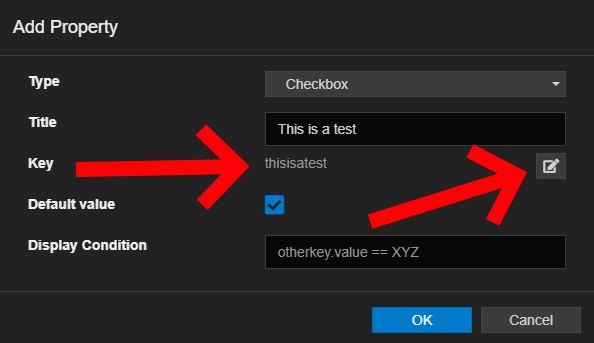 Add Property
Type Checkbox
Title This is a test
Key thisisatest
Default value
Display Condition otherkey.value == XYZ
OK Cancel